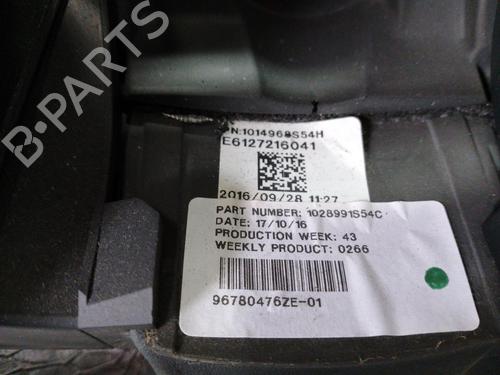 PN:1014968S54H
E6127216041
2016/09/28 11:27
PART NUMBER: 1028991S54C
DATE: 17/10/16
PRODUCTION WEEK: 43
WEEKLY PRODUCT: 0266
96780476ZE-01
B-PARTS